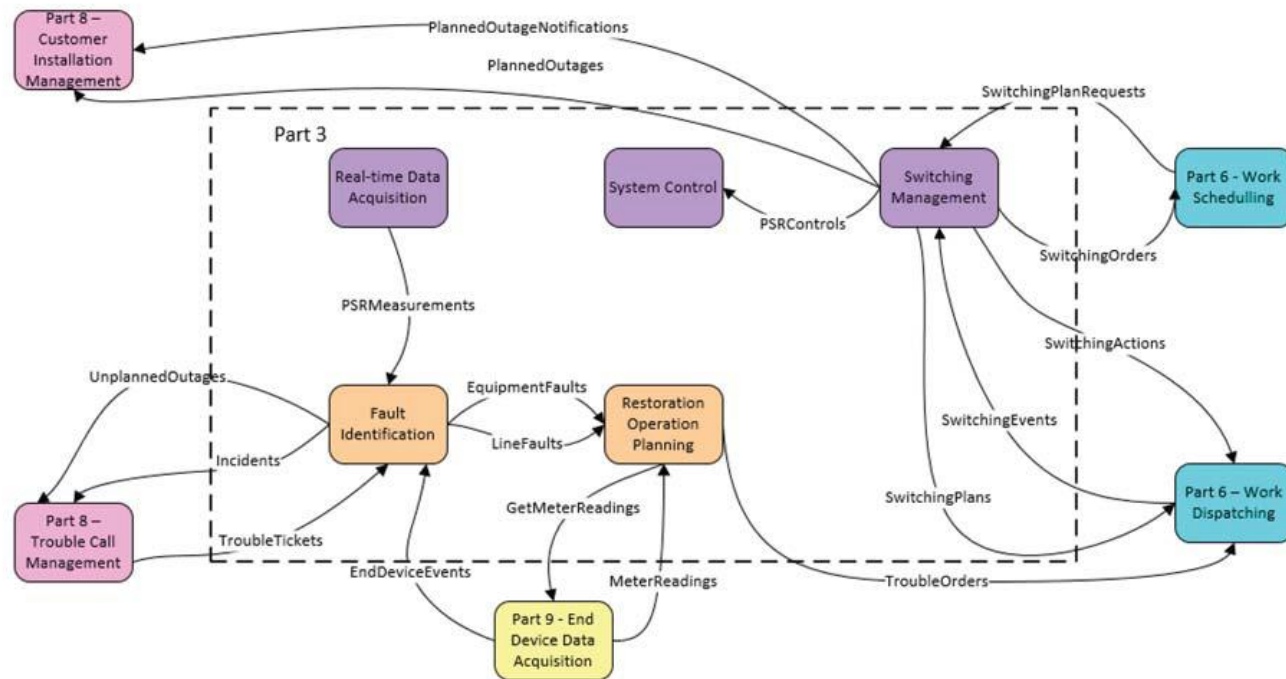 Part 8 –
Customer
Installation
Management
PlannedOutageNotifications
PlannedOutages
SwitchingPlanRequests
Part 3
Real-time Data
Acquisition
System Control
Switching
Management
Part 6 - Work
Schedulling
PSRControls
SwitchingOrders
PSRMeasurements
SwitchingActions
UnplannedOutages
EquipmentFaults
Fault
Identification
Restoration
Operation
Planning
SwitchingEvents
LineFaults
Incidents
SwitchingPlans
Part 6 – Work
Dispatching
GetMeterReadings
Part 8 –
Trouble Call
Management
TroubleTickets
EndDeviceEvents
MeterReadings
TroubleOrders
Part 9 - End
Device Data
Acquisition